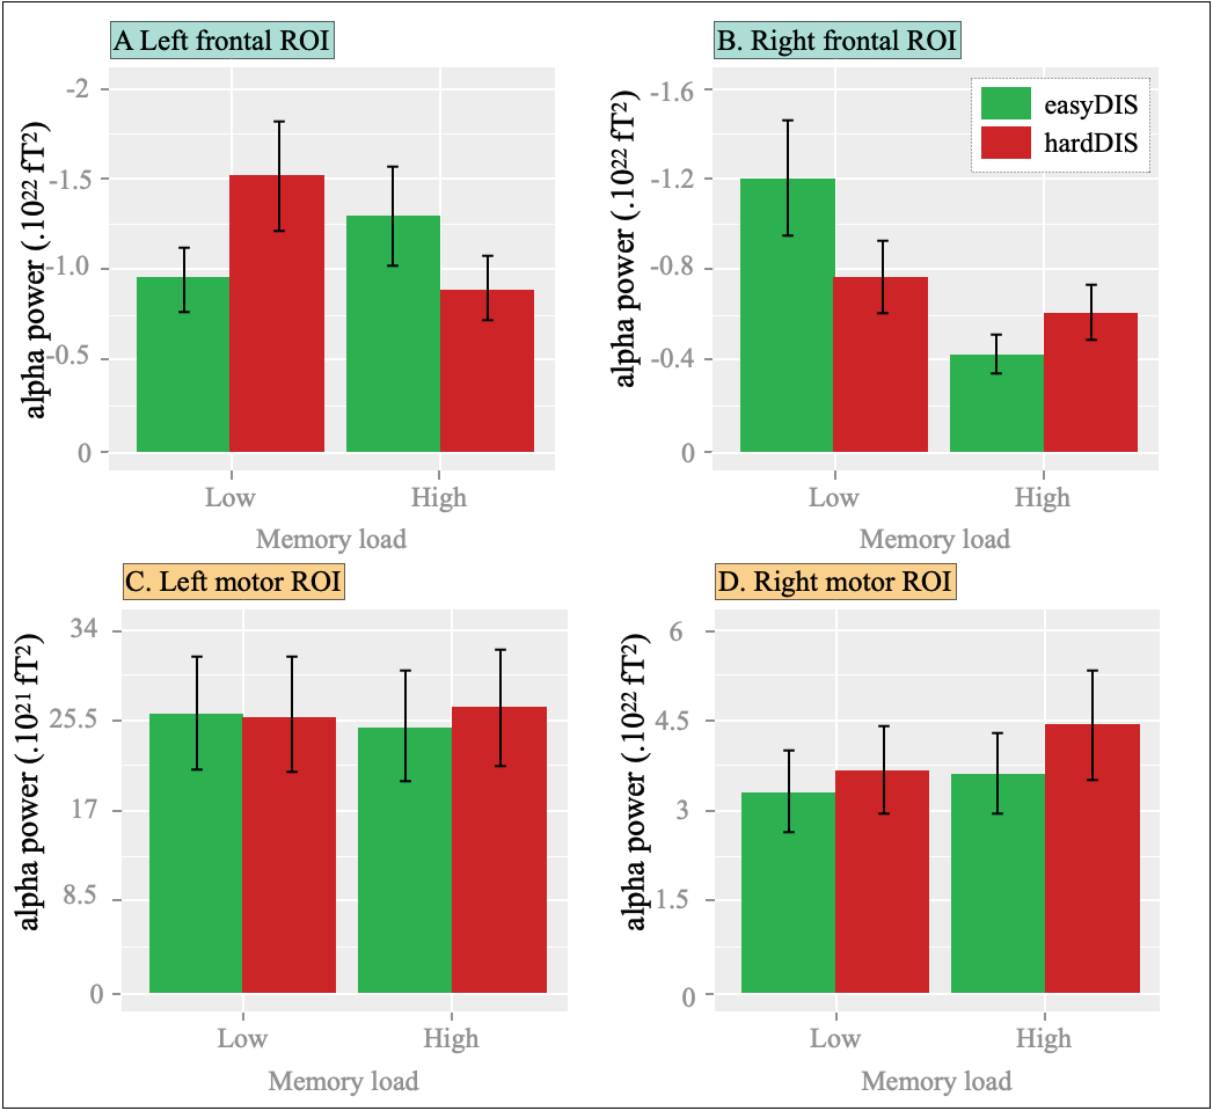 A Left frontal ROI
-2
-1.5
-1.0
-0.5
0
alpha power (.10²² fT²)
Low
High
Memory load
B. Right frontal ROI
-1.6
-1.2
-0.8
-0.4
0
alpha power (.10²² fT²)
easyDIS
hardDIS
Low
High
Memory load
C. Left motor ROI
34
25.5
17
8.5
0
alpha power (.10²¹ fT²)
Low
High
Memory load
D. Right motor ROI
6
4.5
3
1.5
0
alpha power (.10²² fT²)
Low
High
Memory load